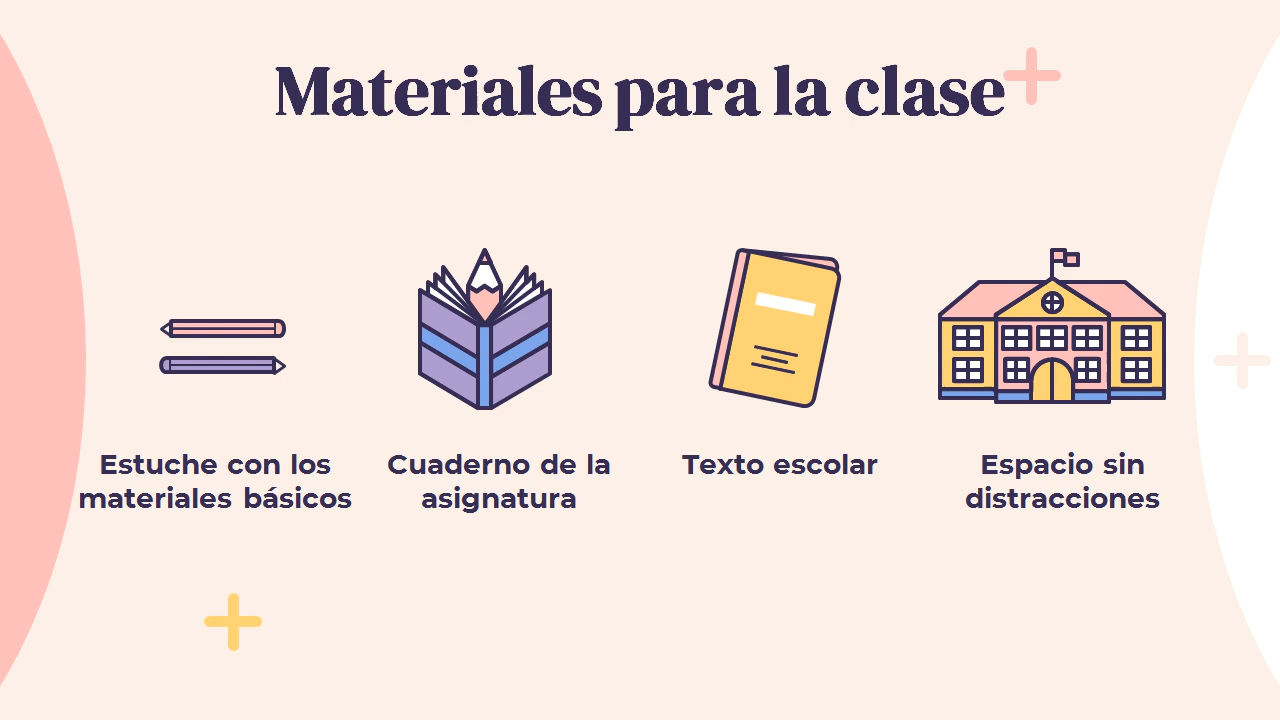 Materiales para la clase
Estuche con los
materiales básicos
Cuaderno de la
asignatura
Texto escolar
Espacio sin
distracciones